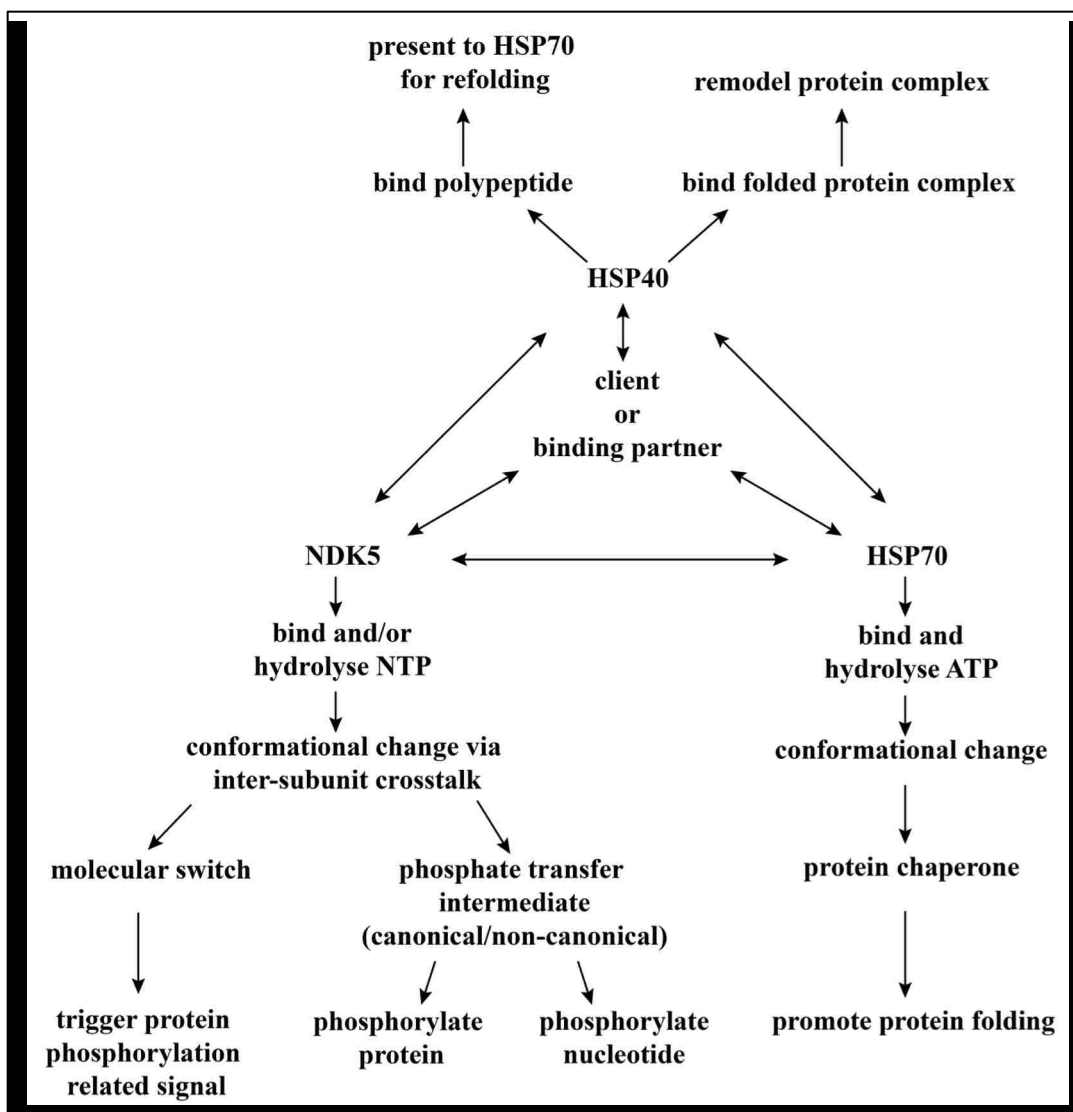 present to HSP70
for refolding
remodel protein complex
bind polypeptide
bind folded protein complex
HSP40
client
or
binding partner
NDK5
HSP70
bind and/or
hydrolyse NTP
bind and
hydrolyse ATP
conformational change via
inter-subunit crosstalk
conformational change
molecular switch
phosphate transfer
intermediate
(canonical/non-canonical)
protein chaperone
trigger protein
phosphorylation
related signal
phosphorylate
protein
phosphorylate
nucleotide
promote protein folding